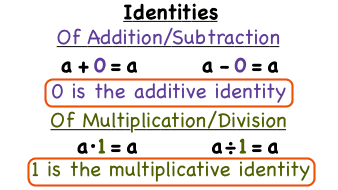 Identities
Of Addition/Subtraction
a + 0 = a a - 0 = a
0 is the additive identity
Of Multiplication/Division
a · 1 = a a ÷ 1 = a
1 is the multiplicative identity